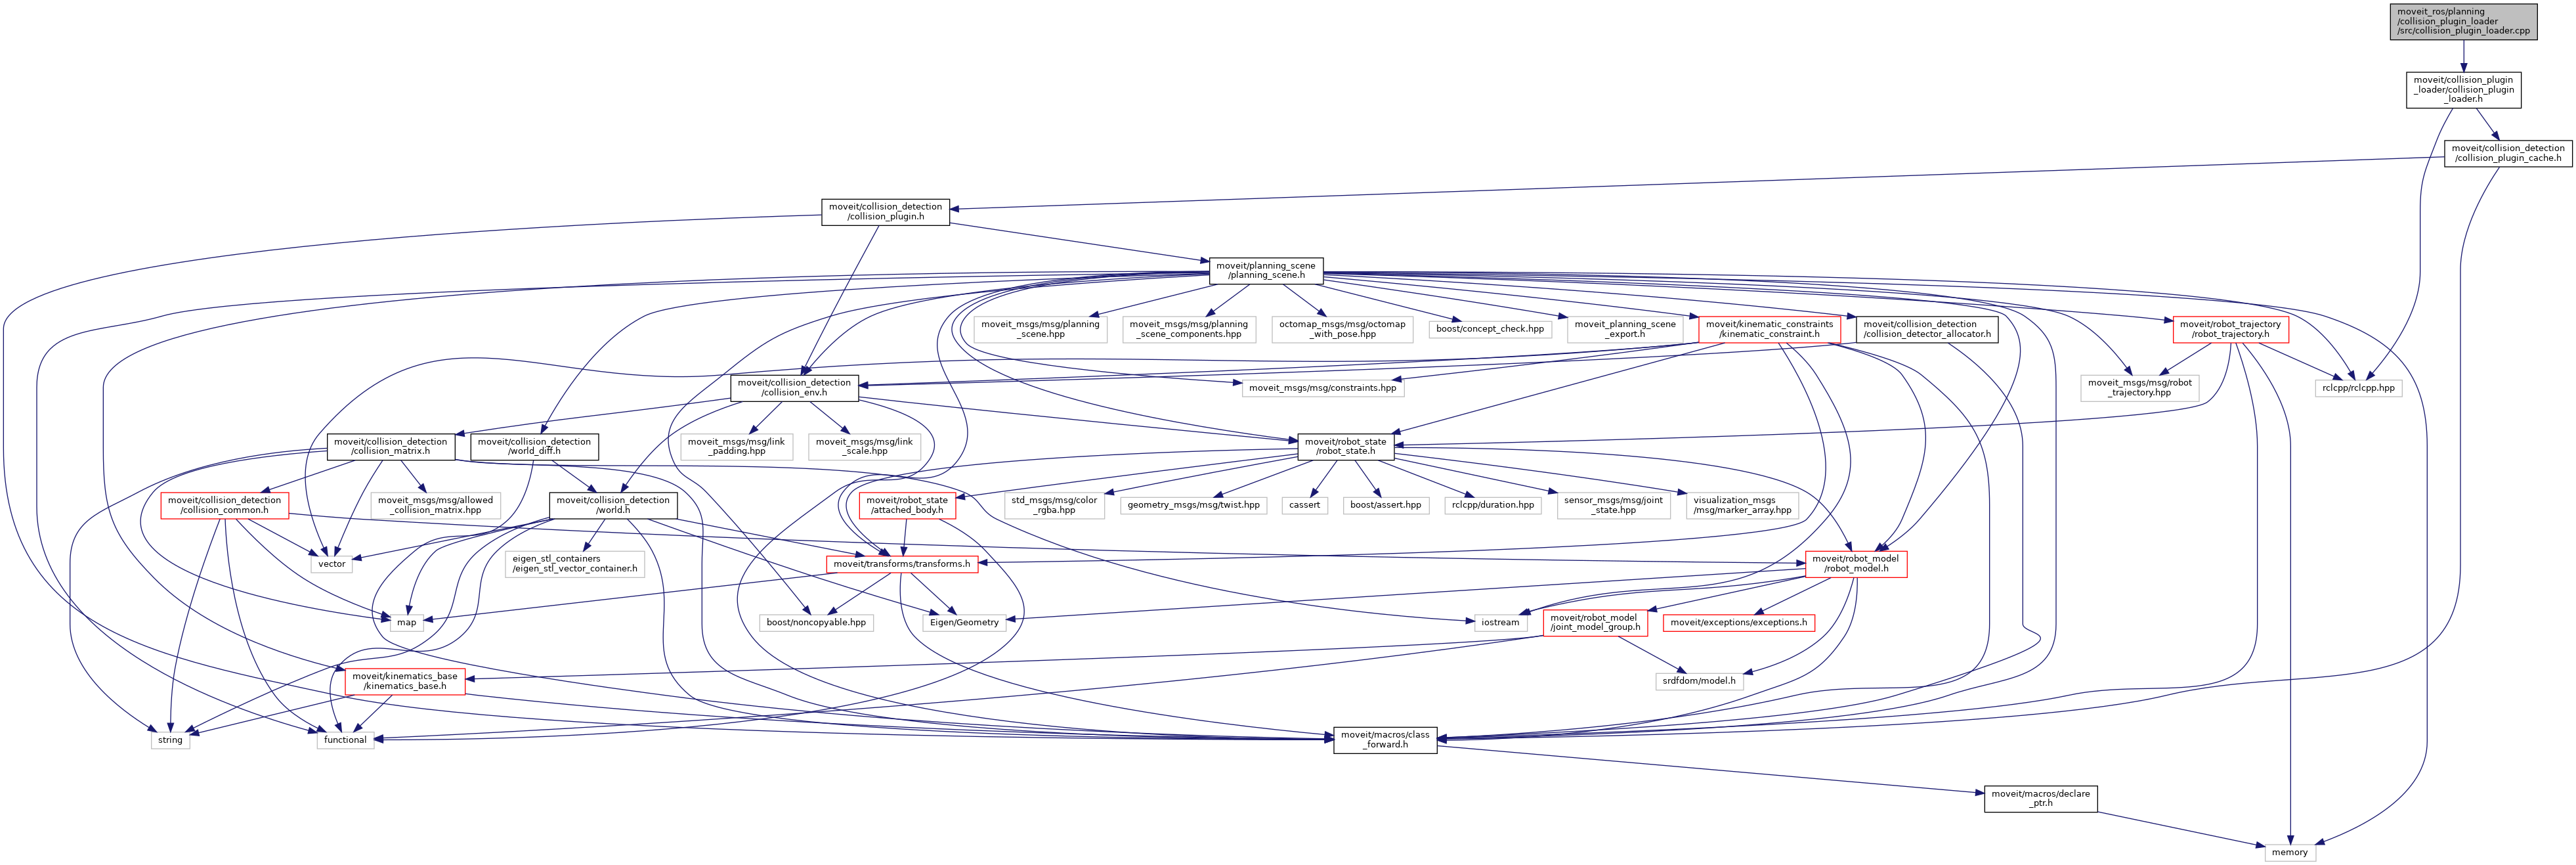 moveit_ros/planning
/collision_plugin_loader
/src/collision_plugin_loader.cpp
moveit/collision_plugin
_loader/collision_plugin
_loader.h
moveit/collision_detection
/collision_plugin_cache.h
moveit/collision_detection
/collision_plugin.h
moveit/planning_scene
/planning_scene.h
moveit_msgs/msg/planning
_scene.hpp
moveit_msgs/msg/planning
_scene_components.hpp
octomap_msgs/msg/octomap
_with_pose.hpp
boost/concept_check.hpp
moveit_planning_scene
_export.h
moveit/kinematic_constraints
/kinematic_constraint.h
moveit/collision_detection
/collision_detector_allocator.h
moveit/robot_trajectory
/robot_trajectory.h
moveit/collision_detection
/collision_env.h
moveit_msgs/msg/constraints.hpp
moveit_msgs/msg/robot
_trajectory.hpp
rclcpp/rclcpp.hpp
moveit/collision_detection
/collision_matrix.h
moveit/collision_detection
/world_diff.h
moveit_msgs/msg/link
_padding.hpp
moveit_msgs/msg/link
_scale.hpp
moveit/robot_state
/robot_state.h
moveit/collision_detection
/collision_common.h
moveit_msgs/msg/allowed
_collision_matrix.hpp
moveit/collision_detection
/world.h
moveit/robot_state
/attached_body.h
std_msgs/msg/color
_rgba.hpp
geometry_msgs/msg/twist.hpp
cassert
boost/assert.hpp
rclcpp/duration.hpp
sensor_msgs/msg/joint
_state.hpp
visualization_msgs
/msg/marker_array.hpp
vector
eigen_stl_containers
/eigen_stl_vector_container.h
moveit/transforms/transforms.h
moveit/robot_model
/robot_model.h
map
boost/noncopyable.hpp
Eigen/Geometry
iostream
moveit/robot_model
/joint_model_group.h
moveit/exceptions/exceptions.h
moveit/kinematics_base
/kinematics_base.h
srdfdom/model.h
string
functional
moveit/macros/class
_forward.h
moveit/macros/declare
_ptr.h
memory